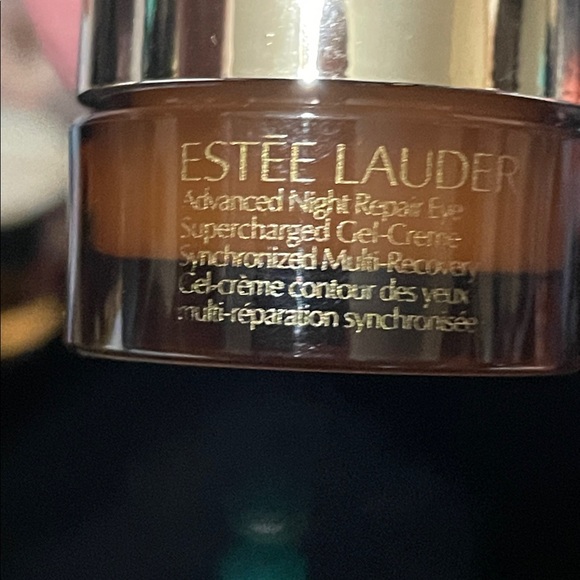 ESTĒE LAUDER
Advanced Night Repair Eye
Supercharged Gel-Creme
Synchronized Multi-Recovery
Gel-crème contour des yeux
multi-réparation synchronisée